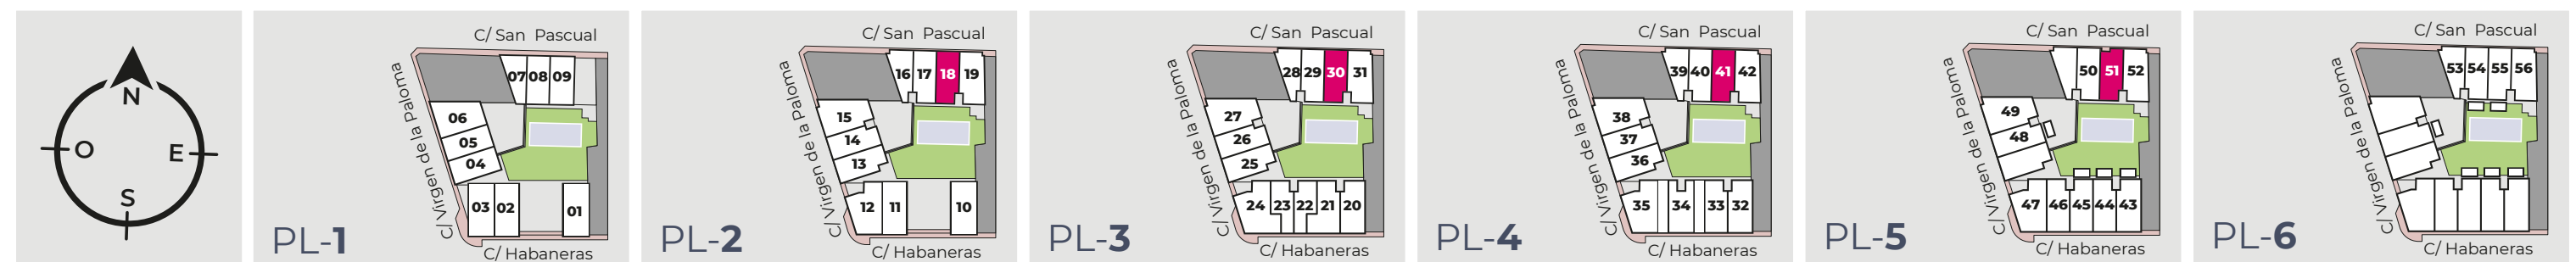 N
O
E
S
C/ San Pascual
C/Virgen de la Paloma
07 08 09
06
05
04
03 02 01
C/ Habaneras
PL-1
C/ San Pascual
C/Virgen de la Paloma
16 17 18 19
15
14
13
12 11 10
C/ Habaneras
PL-2
C/ San Pascual
C/Virgen de la Paloma
28 29 30 31
27
26
25
24 23 22 21 20
C/ Habaneras
PL-3
C/ San Pascual
C/Virgen de la Paloma
39 40 41 42
38
37
36
35 34 33 32
C/ Habaneras
PL-4
C/ San Pascual
C/Virgen de la Paloma
50 51 52
49
48
47 46 45 44 43
C/ Habaneras
PL-5
C/ San Pascual
C/Virgen de la Paloma
53 54 55 56
C/ Habaneras
PL-6